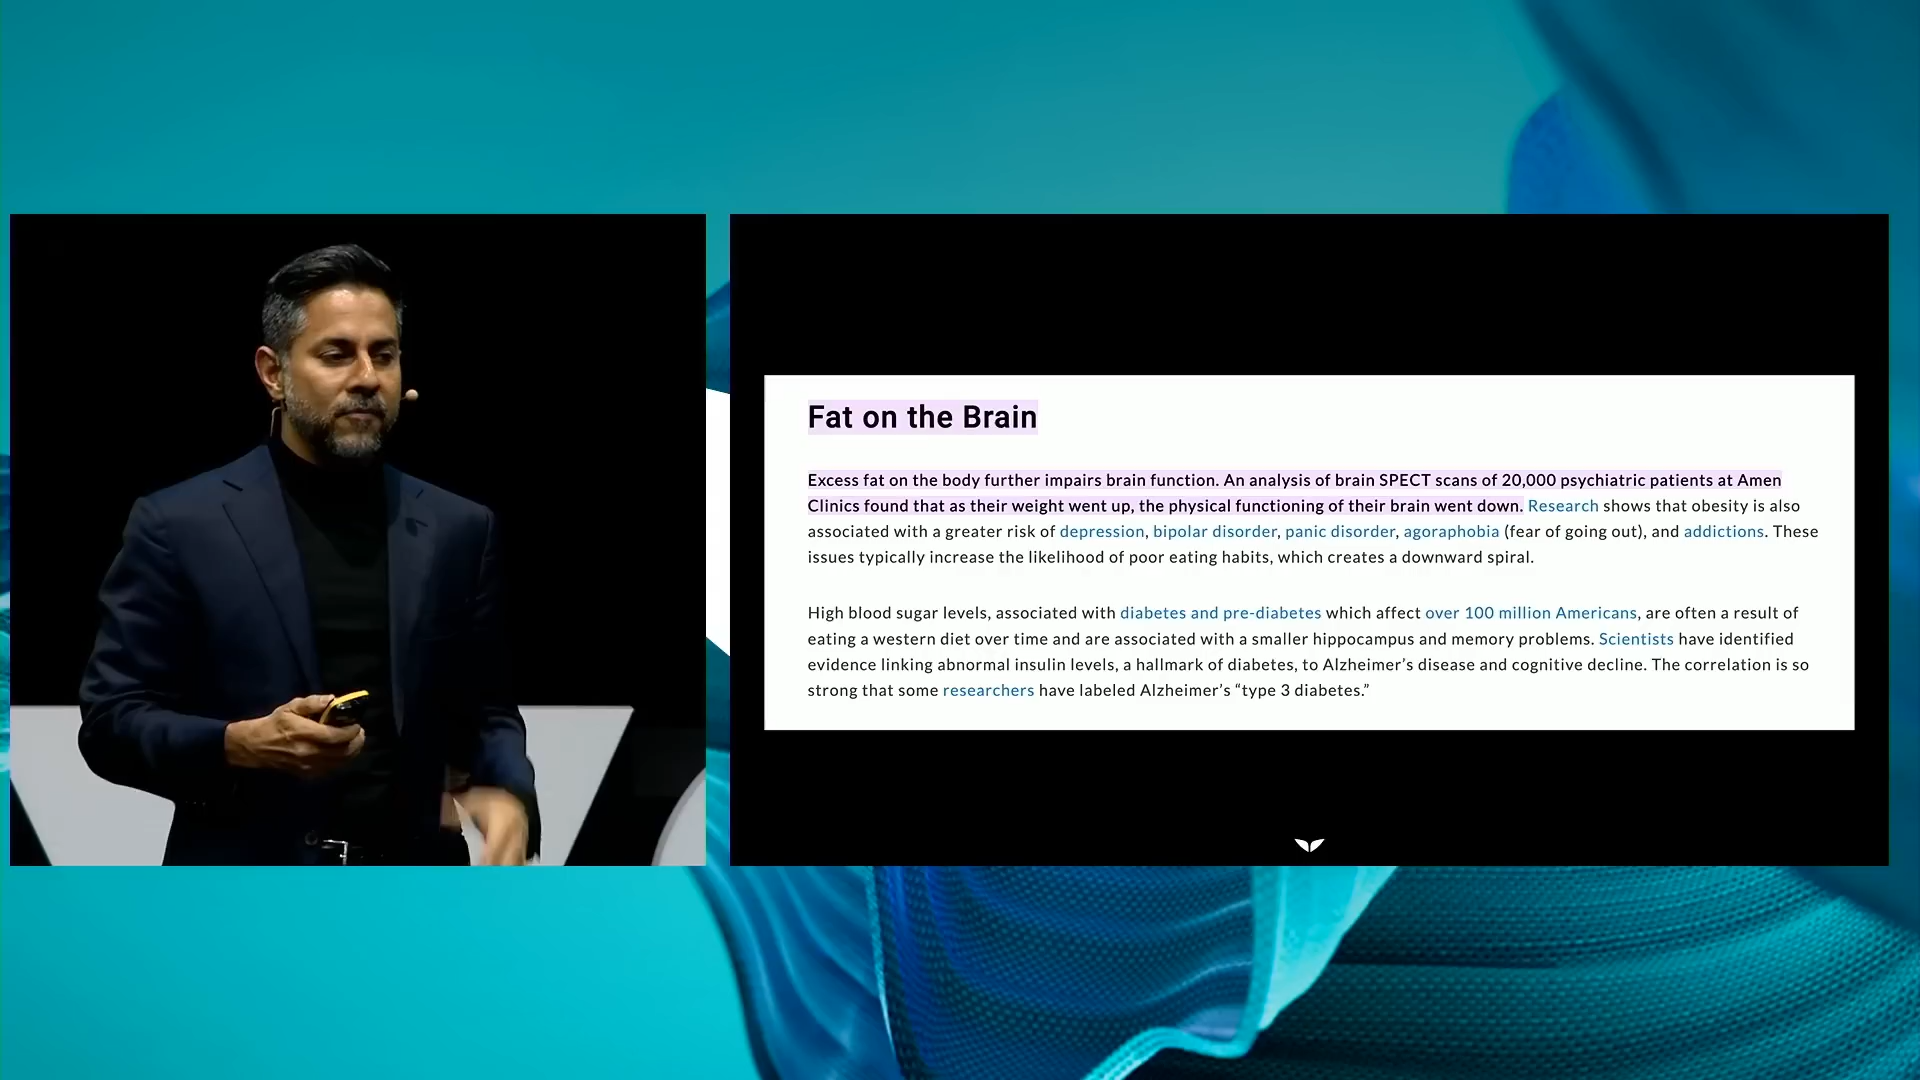 Fat on the Brain
Excess fat on the body further impairs brain function. An analysis of brain SPECT scans of 20,000 psychiatric patients at Amen
Clinics found that as their weight went up, the physical functioning of their brain went down. Research shows that obesity is also
associated with a greater risk of depression, bipolar disorder, panic disorder, agoraphobia (fear of going out), and addictions. These
issues typically increase the likelihood of poor eating habits, which creates a downward spiral.
High blood sugar levels, associated with diabetes and pre-diabetes which affect over 100 million Americans, are often a result of
eating a western diet over time and are associated with a smaller hippocampus and memory problems. Scientists have identified
evidence linking abnormal insulin levels, a hallmark of diabetes, to Alzheimer’s disease and cognitive decline. The correlation is so
strong that some researchers have labeled Alzheimer’s “type 3 diabetes.”